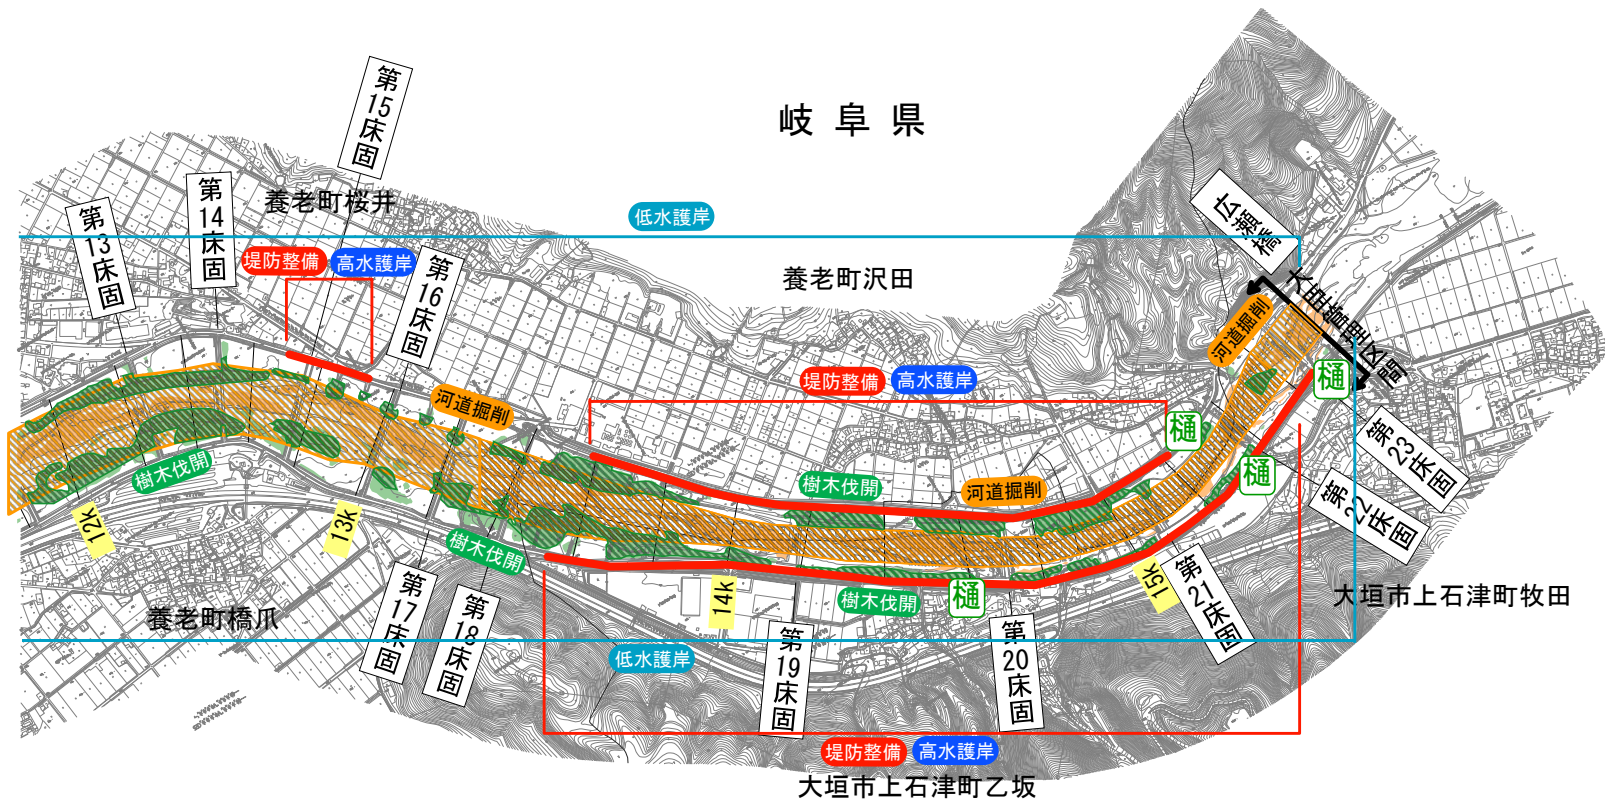 岐阜県
第15床固
第14床固
養老町桜井
第13床固
低水護岸
広瀬橋
堤防整備
高水護岸
第16床固
養老町沢田
大臣管理区間
河道掘削
堤防整備
高水護岸
樋
河道掘削
樋
樹木伐開
樋
第23床固
樹木伐開
河道掘削
第22床固
12k
13k
樹木伐開
14k
樹木伐開
樋
15k
第21床固
大垣市上石津町牧田
養老町橋爪
第17床固
第18床固
低水護岸
第19床固
第20床固
堤防整備
高水護岸
大垣市上石津町乙坂